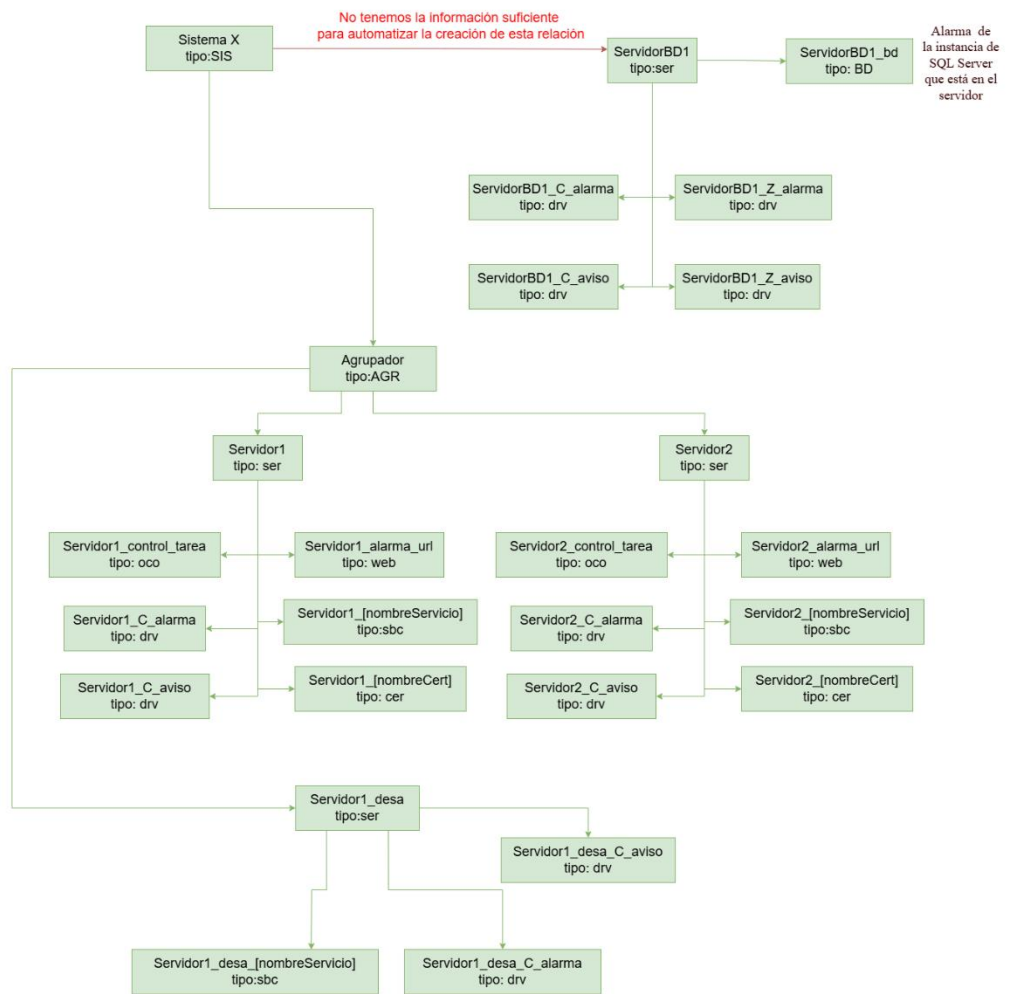 No tenemos la información suficiente
para automatizar la creación de esta relación
Sistema X
tipo:SIS
ServidorBD1
tipo:ser
ServidorBD1_bd
tipo: BD
Alarma de
la instancia de
SQL Server
que está en el
servidor
ServidorBD1_C_alarma
tipo: drv
ServidorBD1_Z_alarma
tipo: drv
ServidorBD1_C_aviso
tipo: drv
ServidorBD1_Z_aviso
tipo: drv
Agrupador
tipo:AGR
Servidor1
tipo: ser
Servidor2
tipo: ser
Servidor1_control_tarea
tipo: oco
Servidor1_alarma_url
tipo: web
Servidor2_control_tarea
tipo: oco
Servidor2_alarma_url
tipo: web
Servidor1_C_alarma
tipo: drv
Servidor1_[nombreServicio]
tipo:sbc
Servidor2_C_alarma
tipo: drv
Servidor2_[nombreServicio]
tipo:sbc
Servidor1_C_aviso
tipo: drv
Servidor1_[nombreCert]
tipo: cer
Servidor2_C_aviso
tipo: drv
Servidor2_[nombreCert]
tipo: cer
Servidor1_desa
tipo:ser
Servidor1_desa_C_aviso
tipo: drv
Servidor1_desa_[nombreServicio]
tipo:sbc
Servidor1_desa_C_alarma
tipo: drv